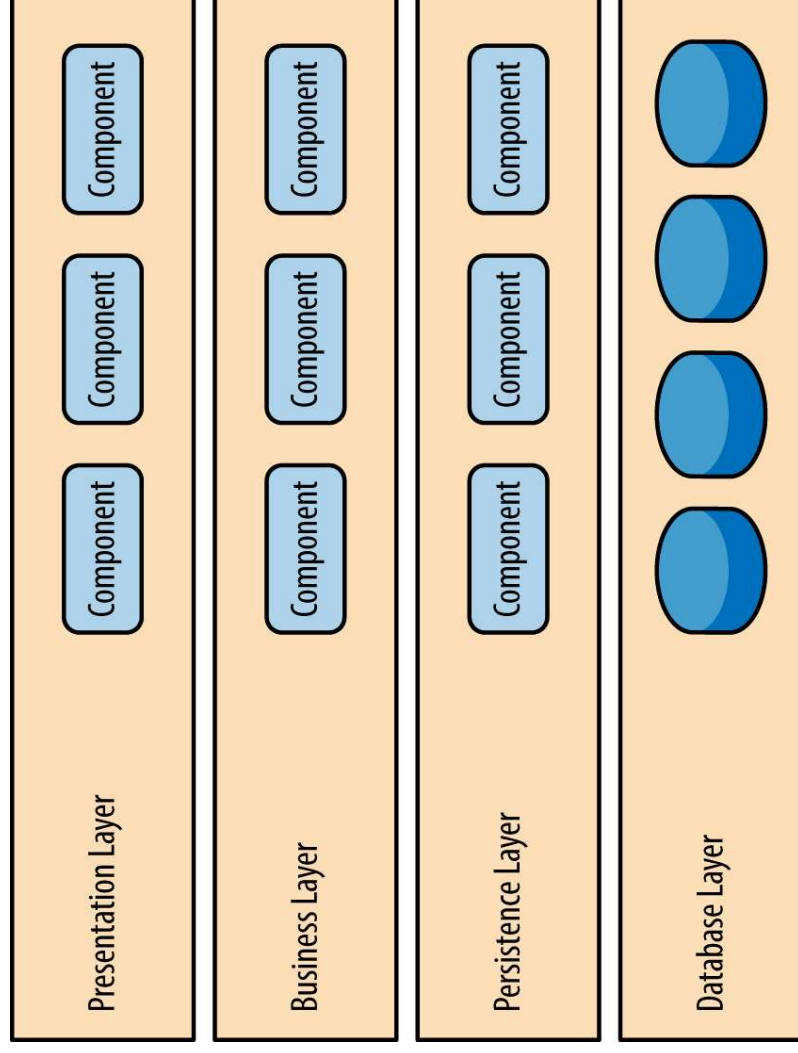 Presentation Layer
Component
Component
Component
Business Layer
Component
Component
Component
Persistence Layer
Component
Component
Component
Database Layer